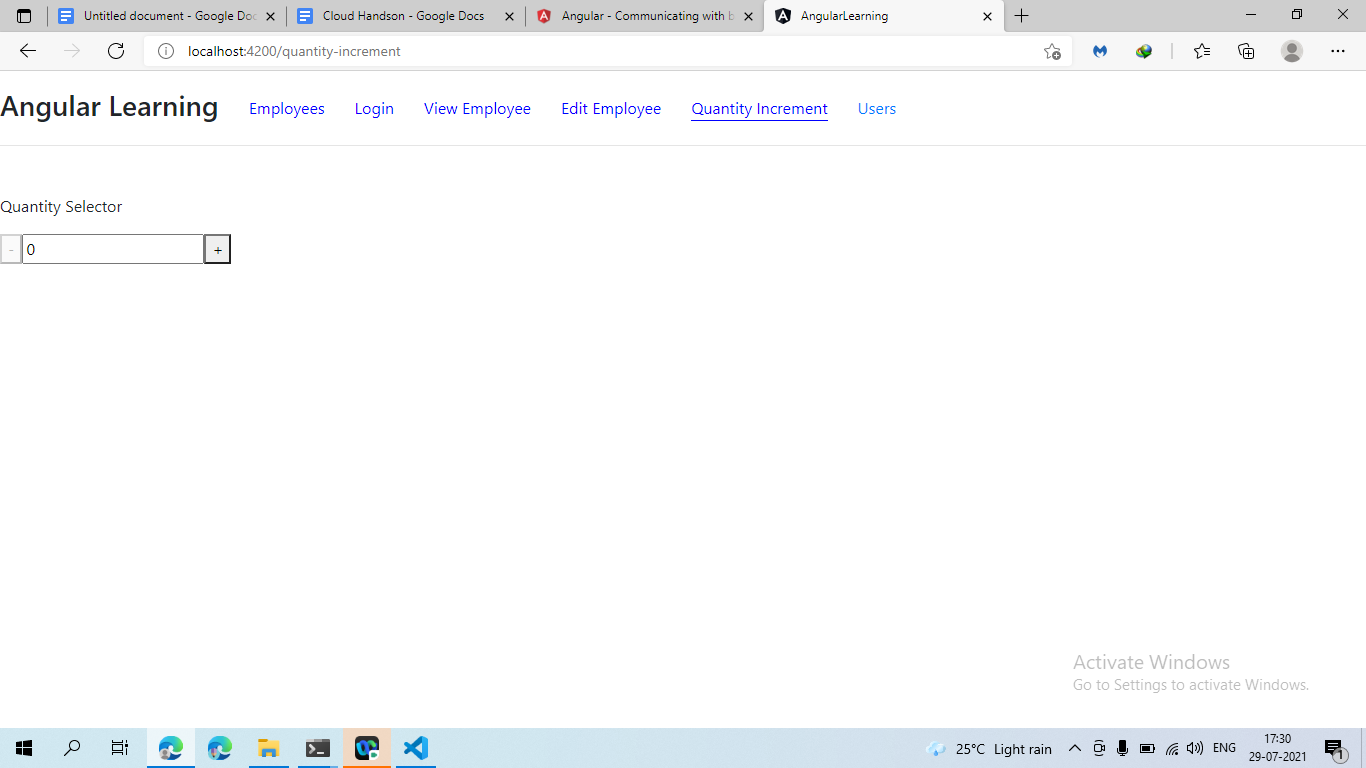 Untitled document - Google Doc
Cloud Handson - Google Docs
Angular - Communicating with b
AngularLearning
localhost:4200/quantity-increment
Angular Learning
Employees
Login
View Employee
Edit Employee
Quantity Increment
Users
Quantity Selector
- 0 +
Activate Windows
Go to Settings to activate Windows.
25°C Light rain
ENG
17:30
29-07-2021
1